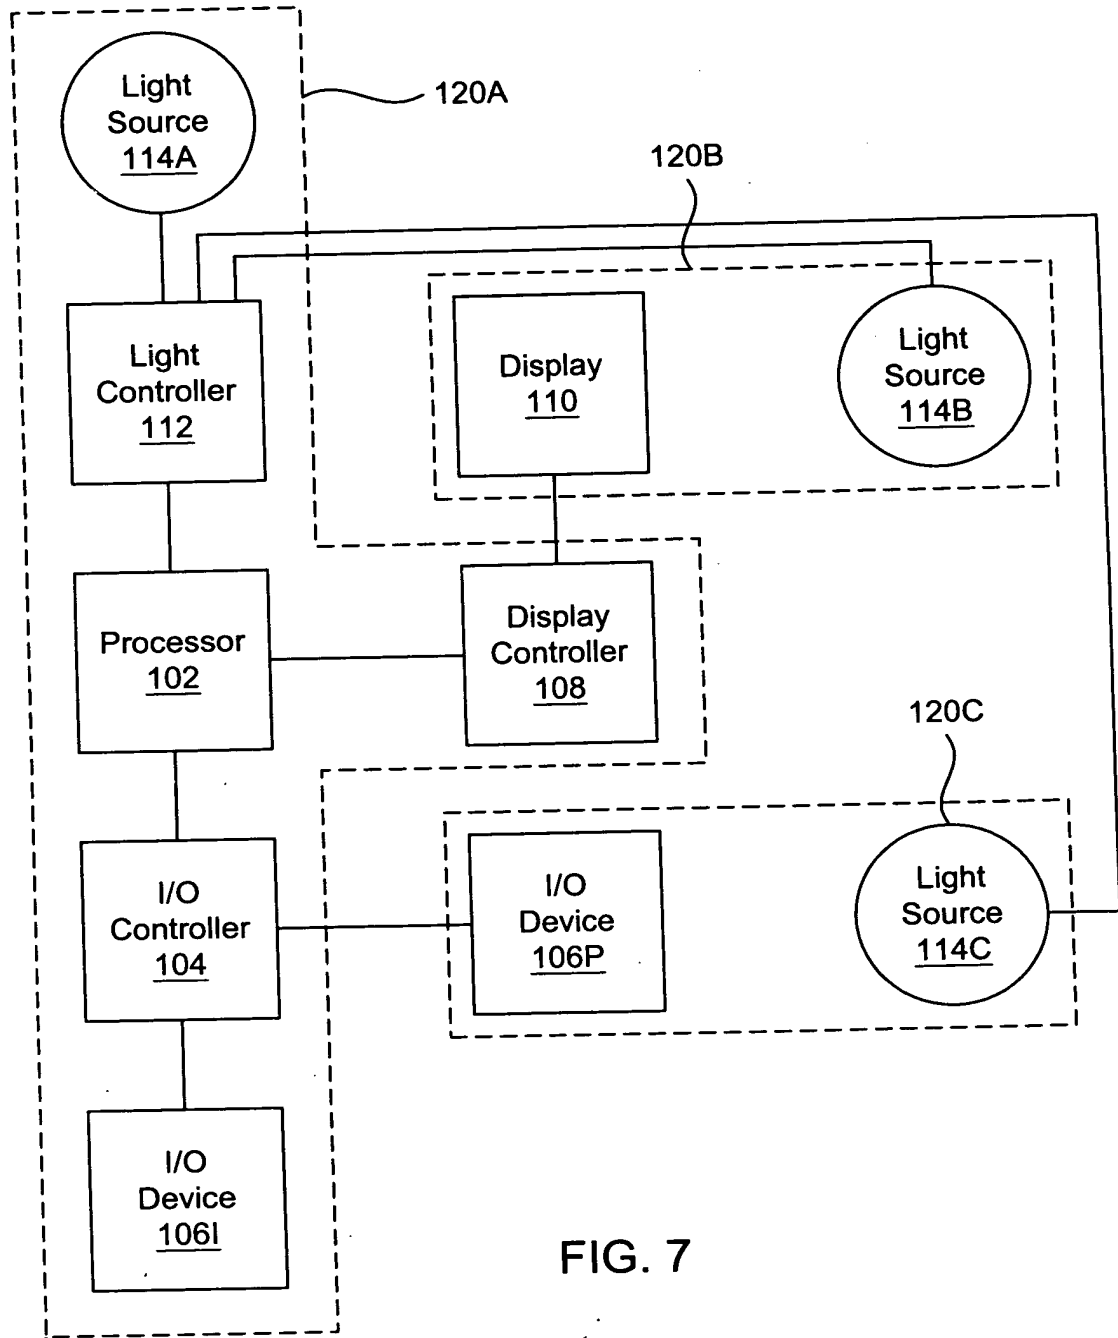 Light
Source
114A
120A
120B
Light
Controller
112
Display
110
Light
Source
114B
Processor
102
Display
Controller
108
120C
I/O
Controller
104
I/O
Device
106P
Light
Source
114C
I/O
Device
106I
FIG. 7